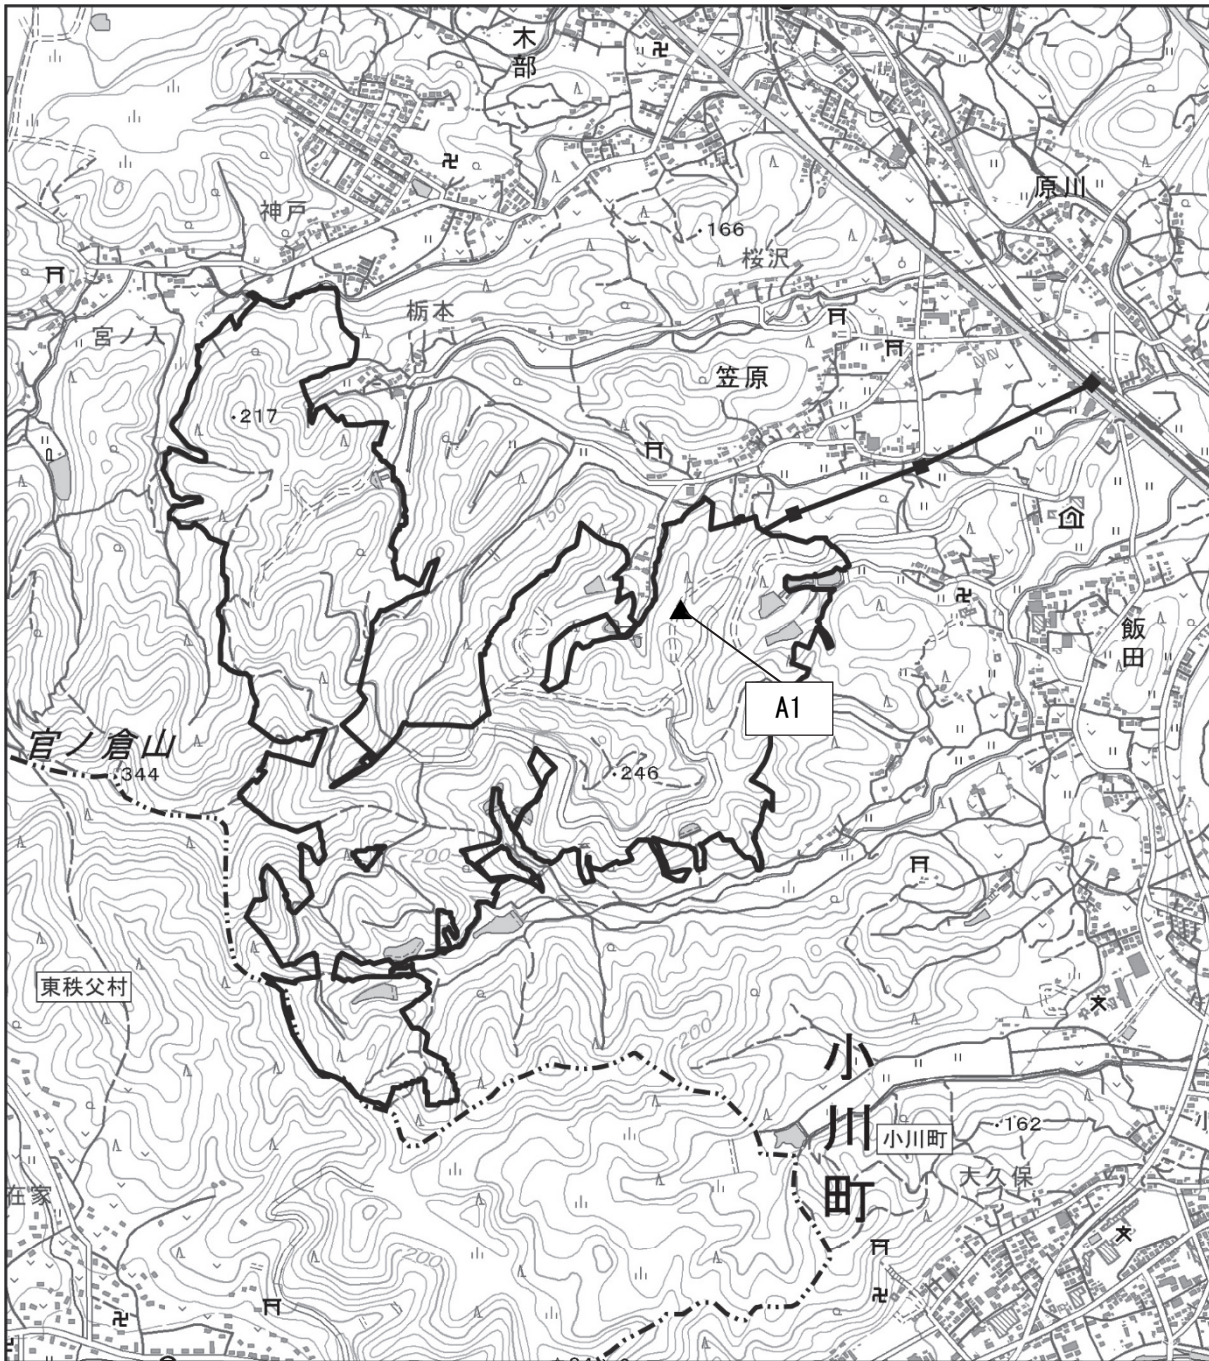 木部
神戸
・166
桜沢
原川
宮ノ入
栃本
笠原
・217
150
飯田
A1
官ノ倉山
344
・246
200
東秩父村
200
小川町
小川町
・162
大久保
在家
200